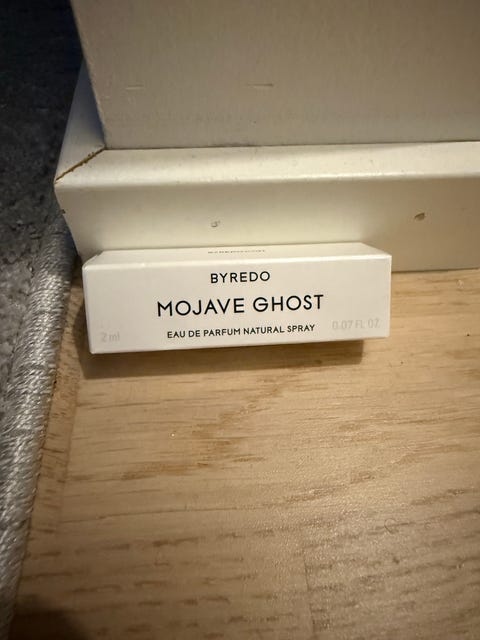 BYREDO
MOJAVE GHOST
EAU DE PARFUM NATURAL SPRAY
2 ml
0.07 FL OZ